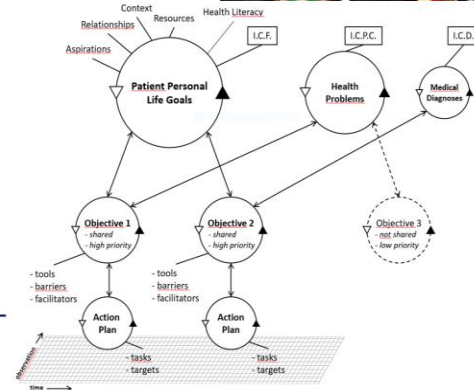 Context
Relationships
Resources
Health Literacy
Aspirations
I.C.F.
I.C.P.C.
I.C.D.
Patient Personal
Life Goals
Health
Problems
Medical
Diagnoses
Objective 1
- shared
- high priority
Objective 2
- shared
- high priority
Objective 3
- not shared
- low priority
- tools
- barriers
- facilitators
- tools
- barriers
- facilitators
Action
Plan
Action
Plan
- tasks
- targets
- tasks
- targets
observation
time